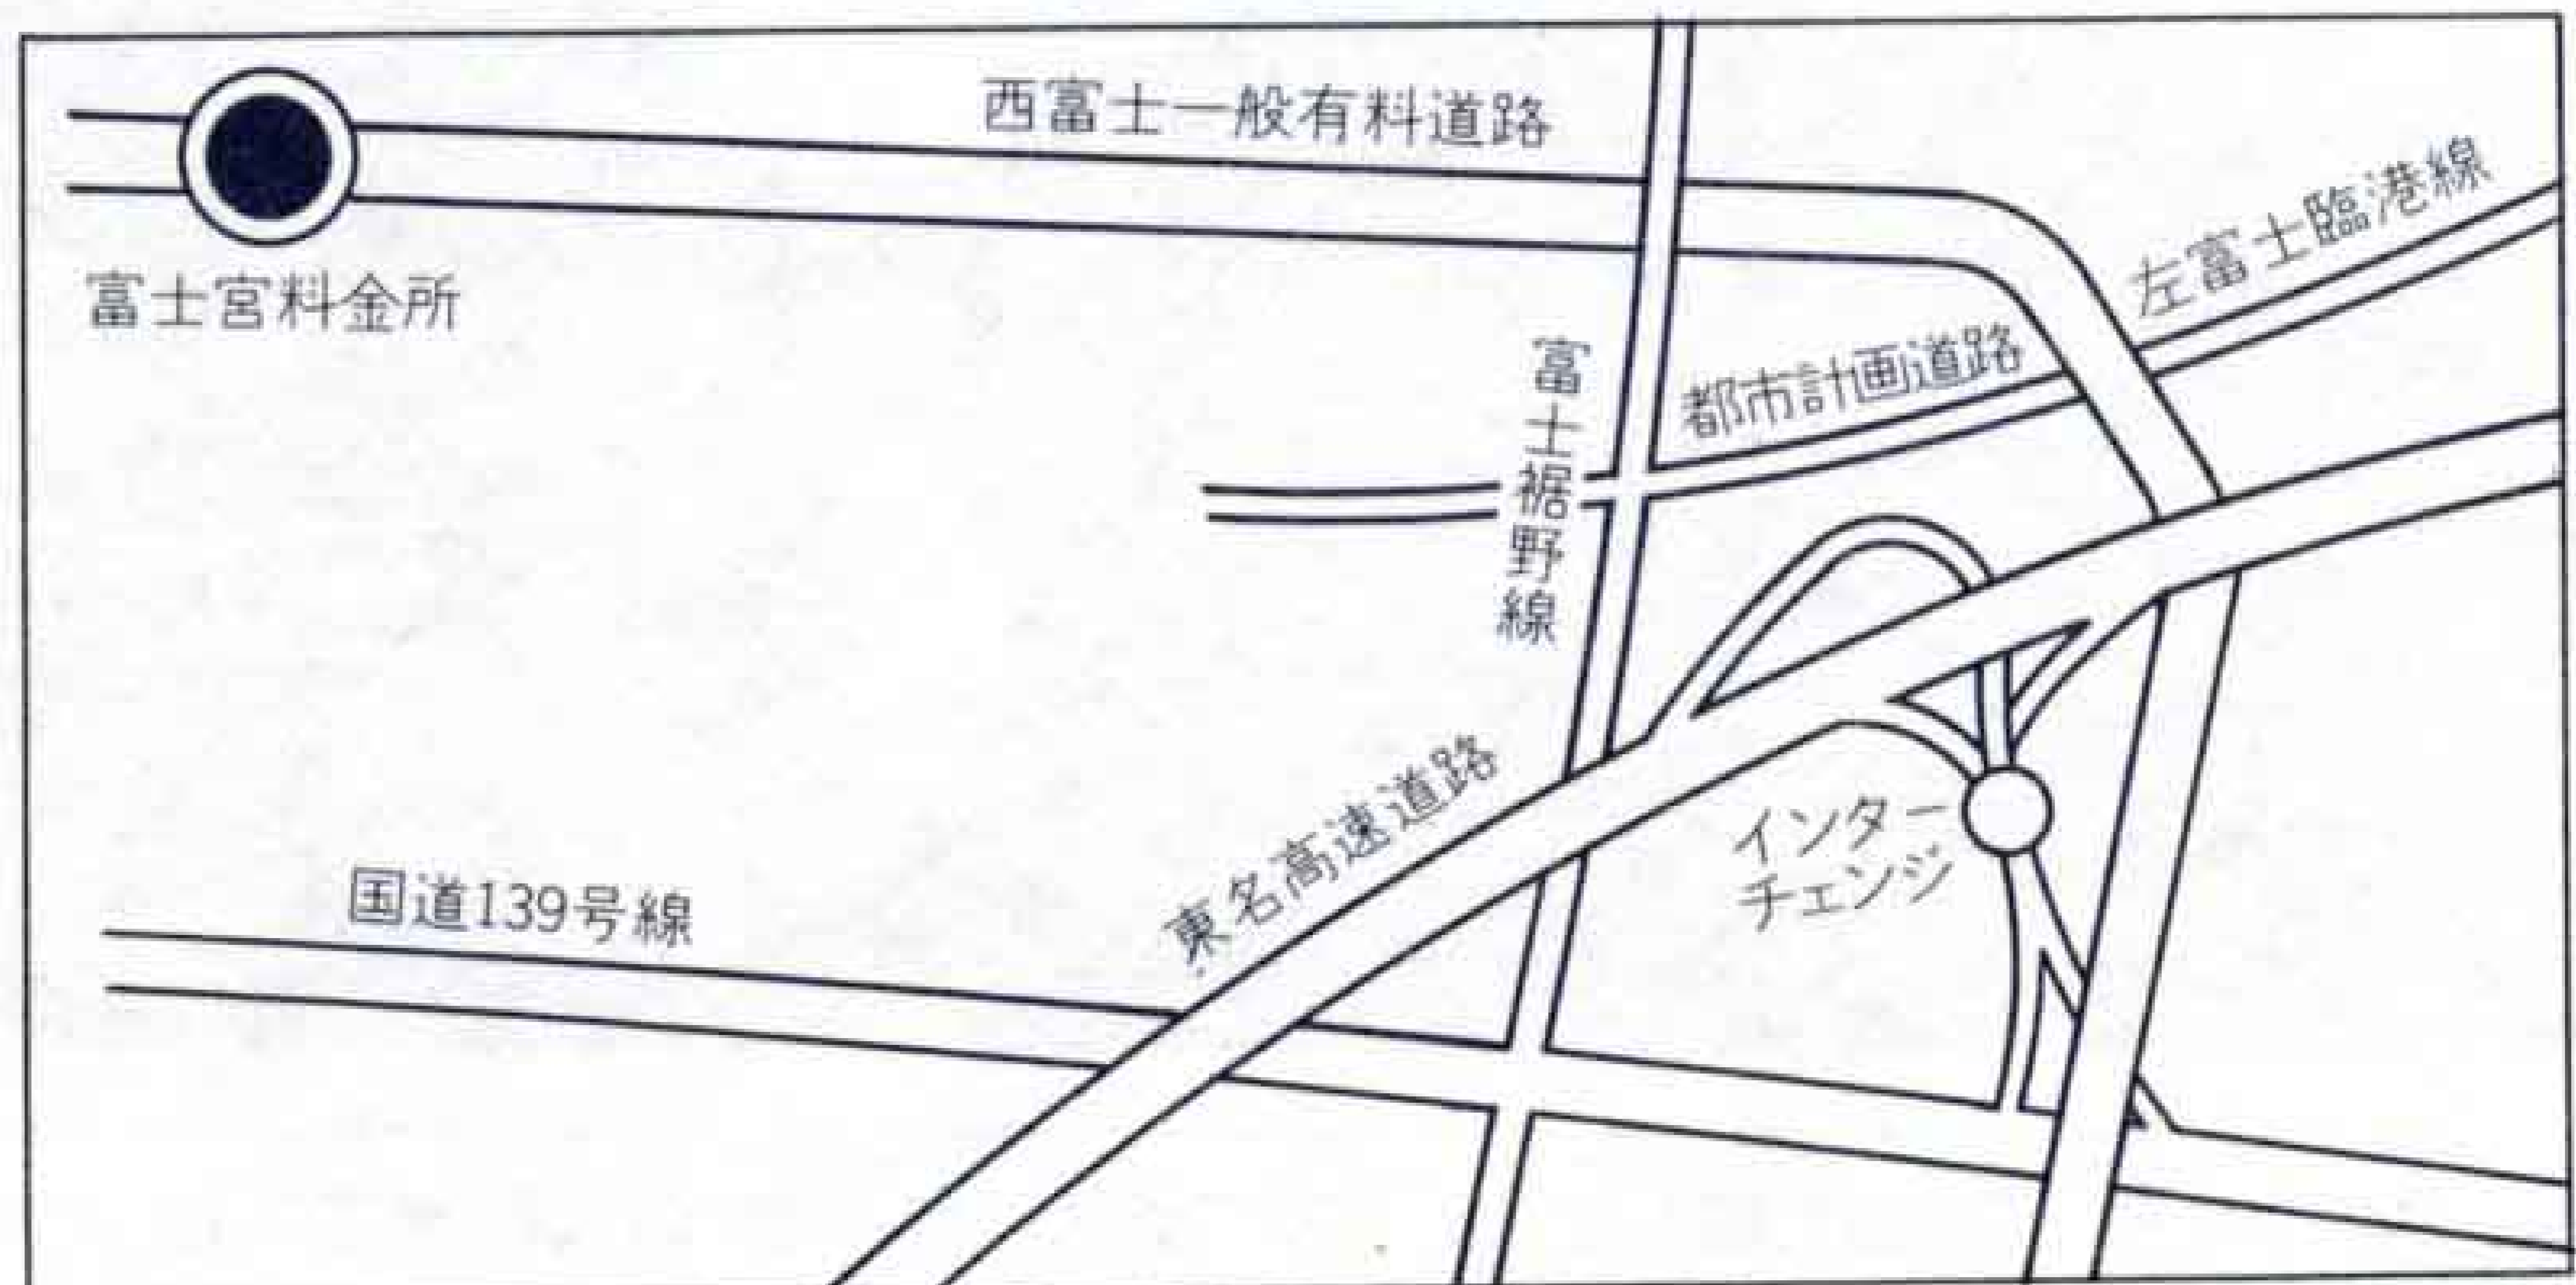 西富士一般有料道路
富士宮料金所
左富士臨港線
都市計画道路
富士裾野線
東名高速道路
インター
チェンジ
国道139号線